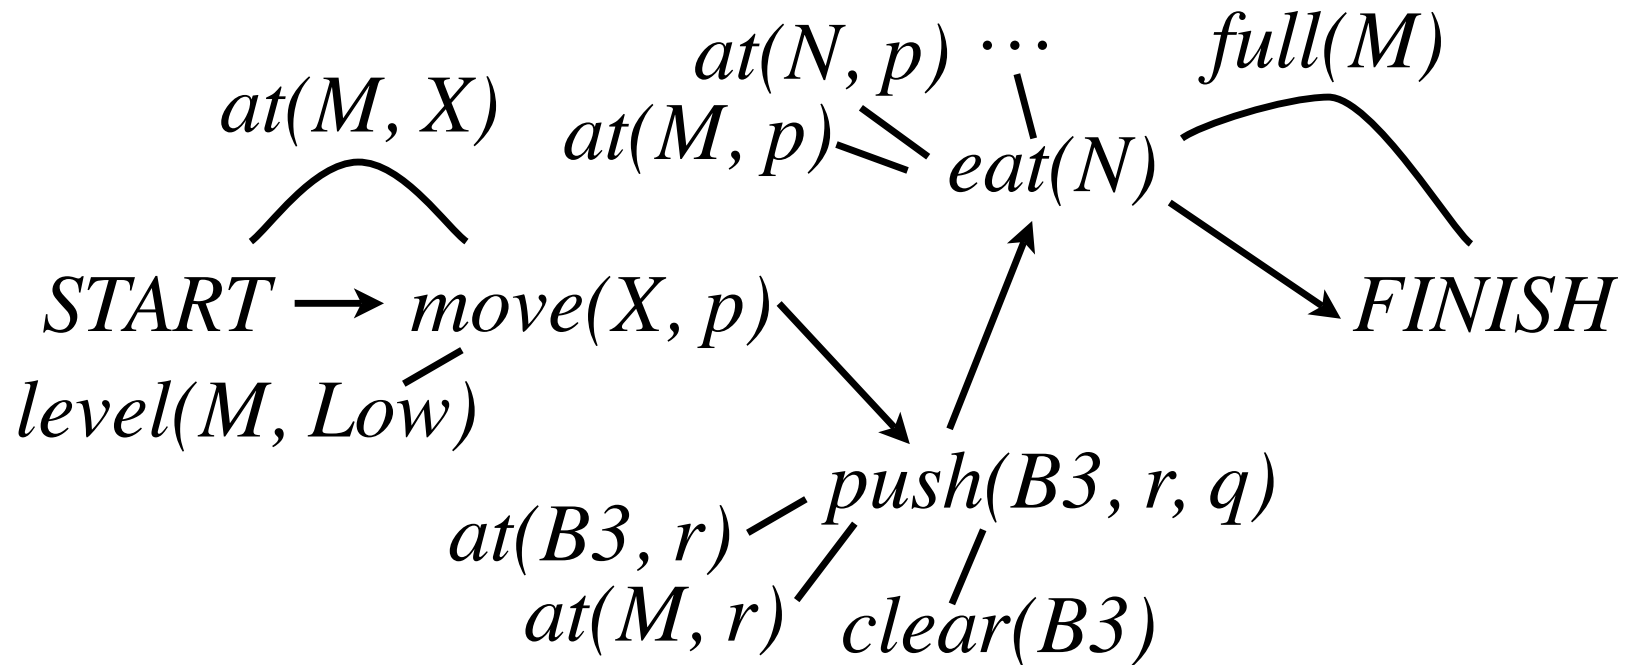 at(N, p) ...
full(M)
at(M, X)
at(M, p)
eat(N)
START
move(X, p)
FINISH
level(M, Low)
push(B3, r, q)
at(B3, r)
at(M, r)
clear(B3)